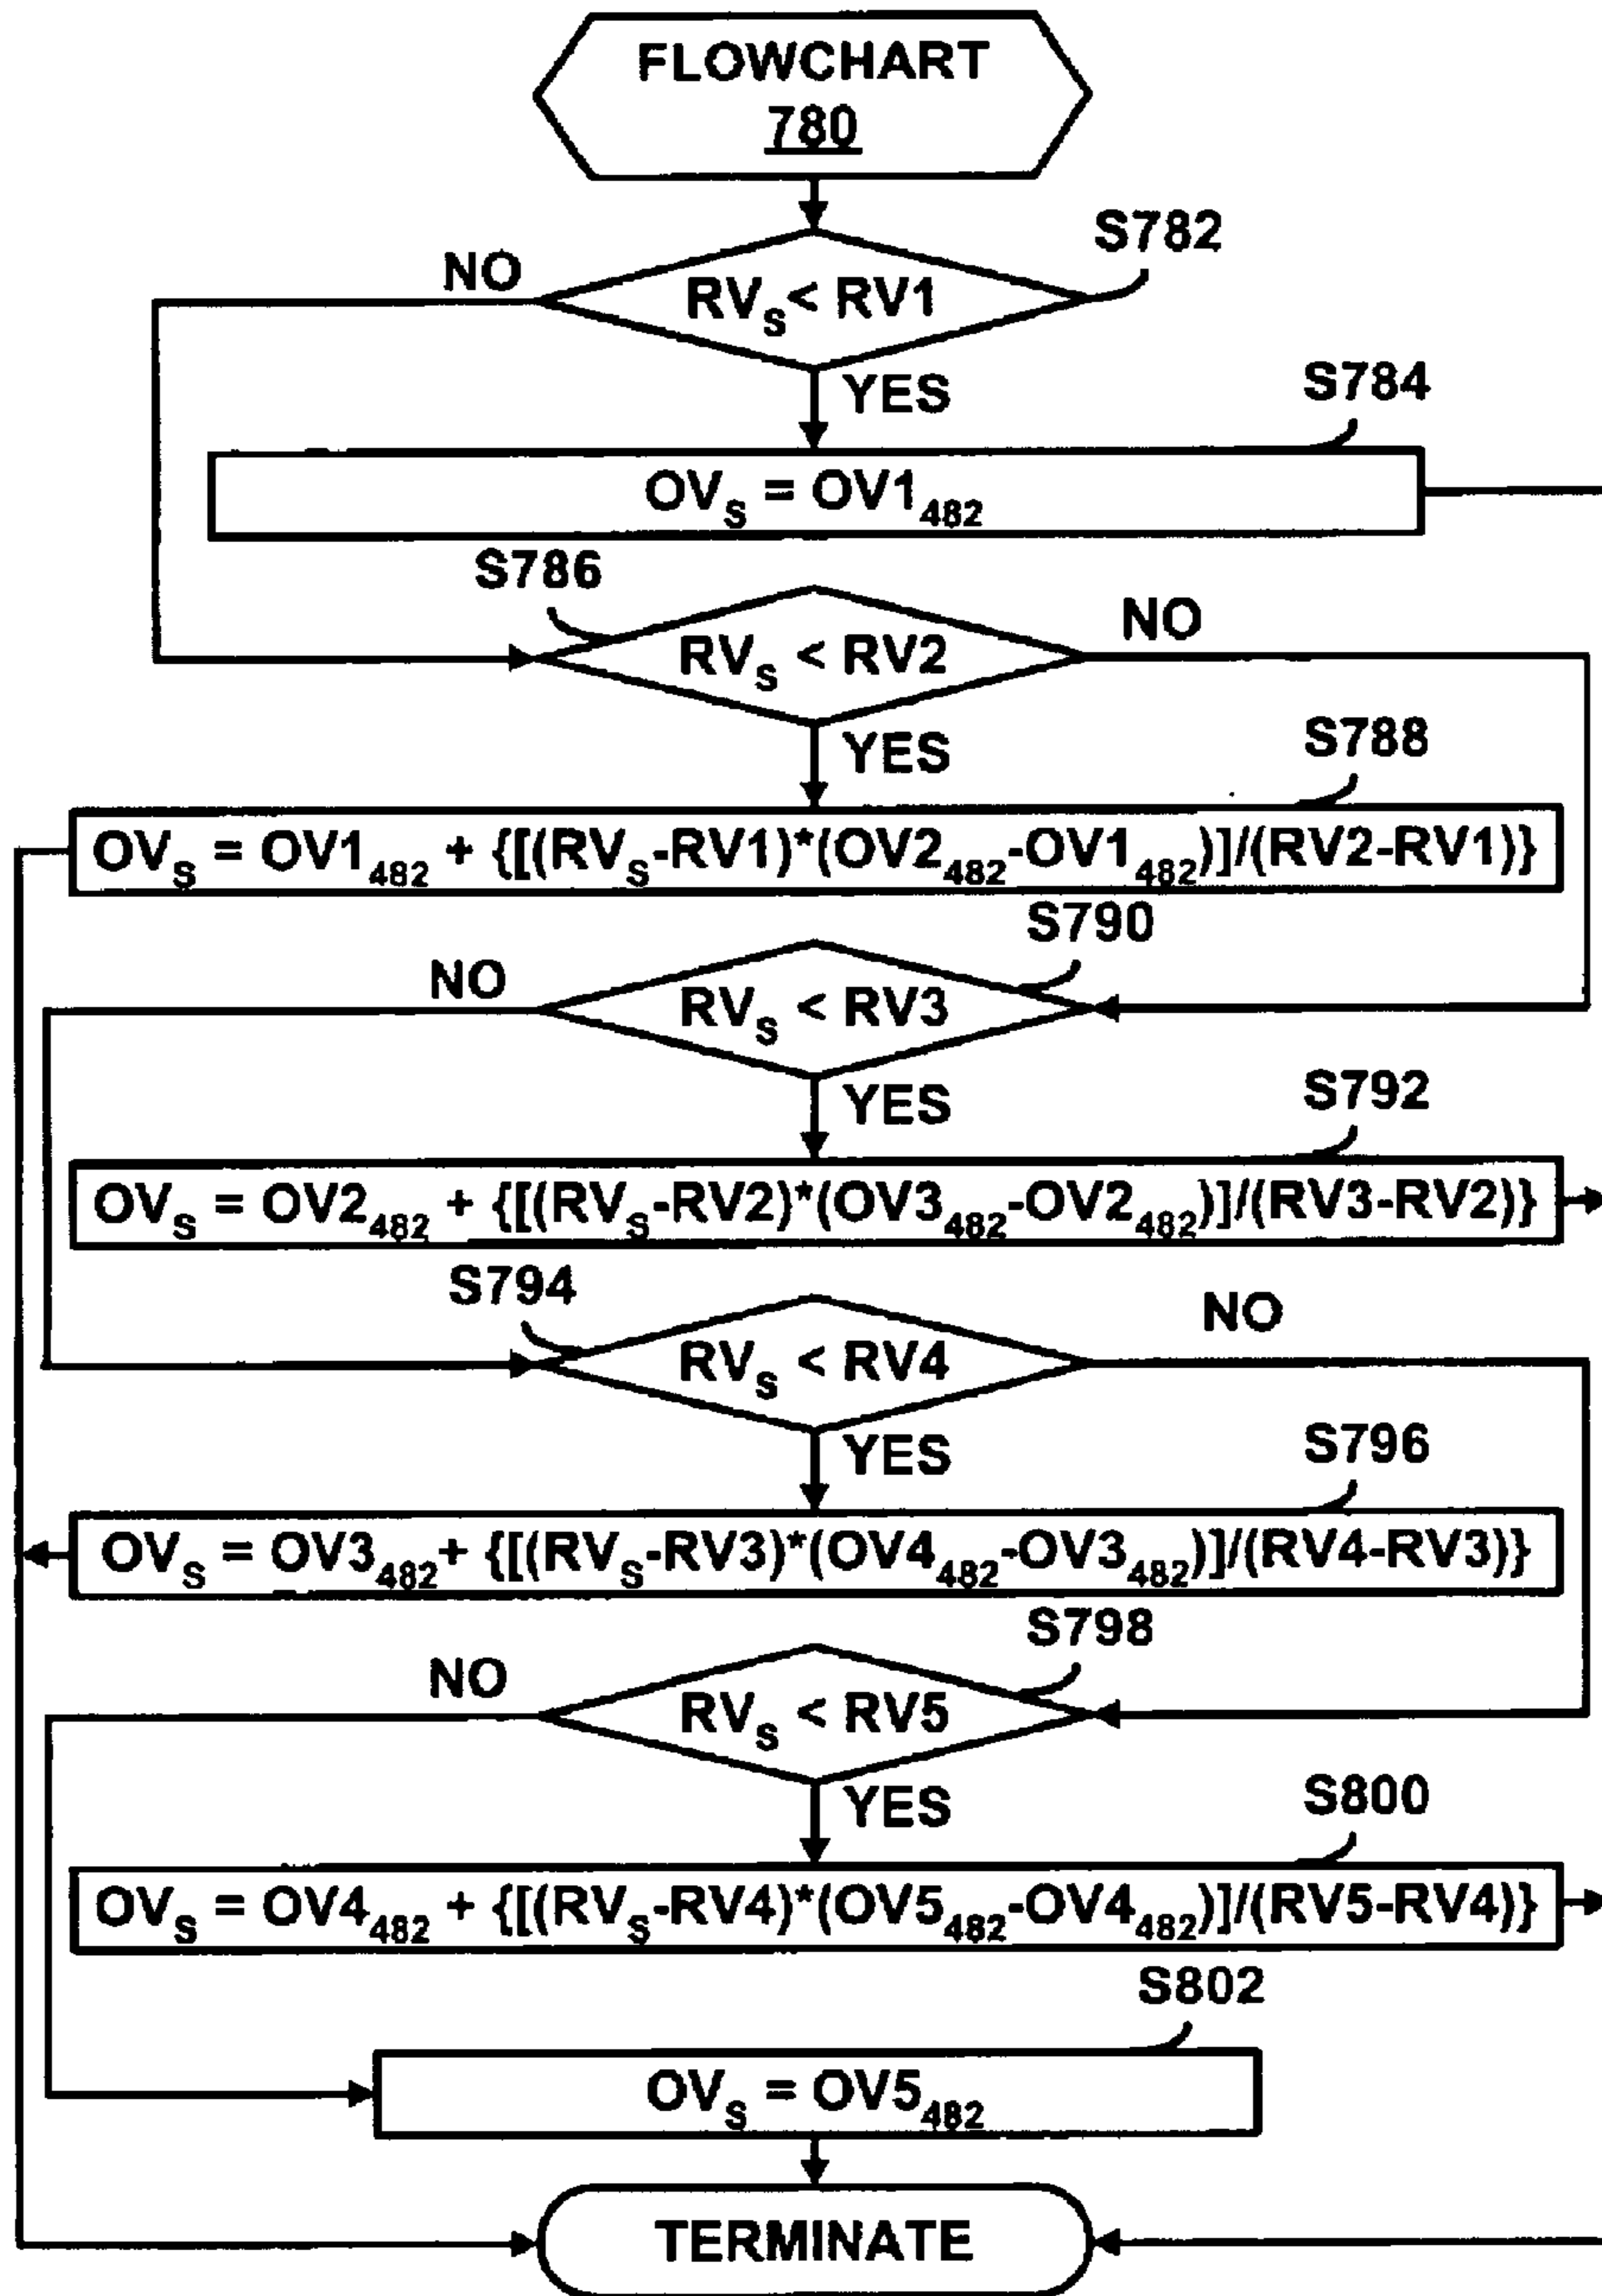 FLOWCHART
780
S782
NO
RVS< RV1
YES
S784
OVS = OV1482
S786
NO
RVS < RV2
YES
S788
OVS = OV1482 + {[(RVS-RV1)*(OV2482-OV1482)]/(RV2-RV1)}
S790
NO
RVS < RV3
YES
S792
OVS = OV2482 + {[(RVS-RV2)*(OV3482-OV2482)]/(RV3-RV2)}
S794
NO
RVS < RV4
YES
S796
OVS = OV3482+ {[(RVS-RV3)*(OV4482-OV3482)]/(RV4-RV3)}
S798
NO
RVS < RV5
YES
S800
OVS = OV4482 + {[(RVS-RV4)*(OV5482-OV4482)]/(RV5-RV4)}
S802
OVS = OV5482
TERMINATE